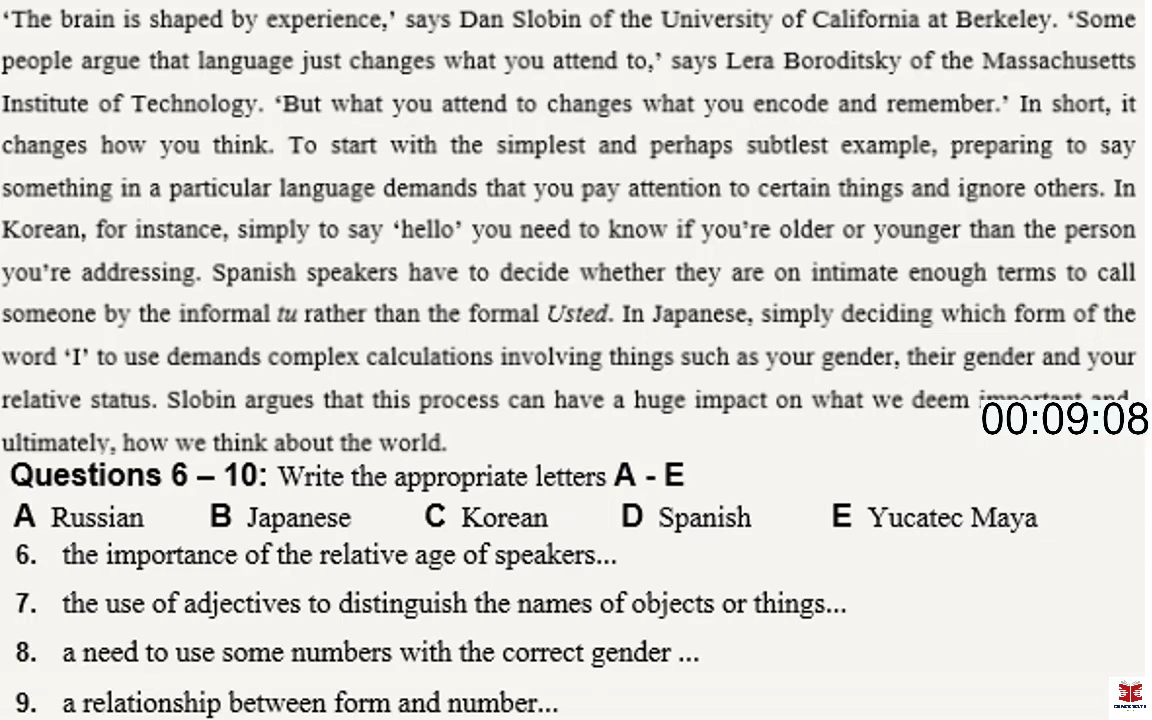 ‘The brain is shaped by experience,’ says Dan Slobin of the University of California at Berkeley. ‘Some
people argue that language just changes what you attend to,’ says Lera Boroditsky of the Massachusetts
Institute of Technology. ‘But what you attend to changes what you encode and remember.’ In short, it
changes how you think. To start with the simplest and perhaps subtlest example, preparing to say
something in a particular language demands that you pay attention to certain things and ignore others. In
Korean, for instance, simply to say ‘hello’ you need to know if you’re older or younger than the person
you’re addressing. Spanish speakers have to decide whether they are on intimate enough terms to call
someone by the informal tu rather than the formal Usted. In Japanese, simply deciding which form of the
word ‘I’ to use demands complex calculations involving things such as your gender, their gender and your
relative status. Slobin argues that this process can have a huge impact on what we deem important and
00:09:08
ultimately, how we think about the world.
Questions 6 – 10: Write the appropriate letters A - E
A Russian B Japanese C Korean D Spanish E Yucatec Maya
6. the importance of the relative age of speakers...
7. the use of adjectives to distinguish the names of objects or things...
8. a need to use some numbers with the correct gender ...
9. a relationship between form and number...